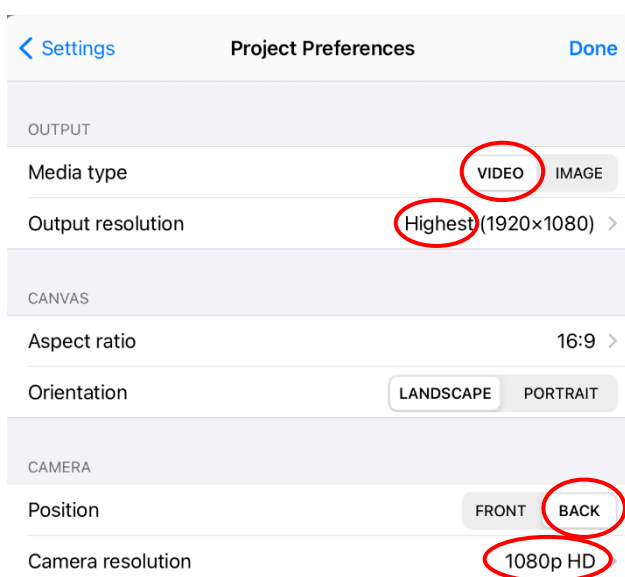 Settings Project Preferences Done
OUTPUT
Media type VIDEO IMAGE
Output resolution Highest (1920×1080)
CANVAS
Aspect ratio 16:9
Orientation LANDSCAPE PORTRAIT
CAMERA
Position FRONT BACK
Camera resolution 1080p HD